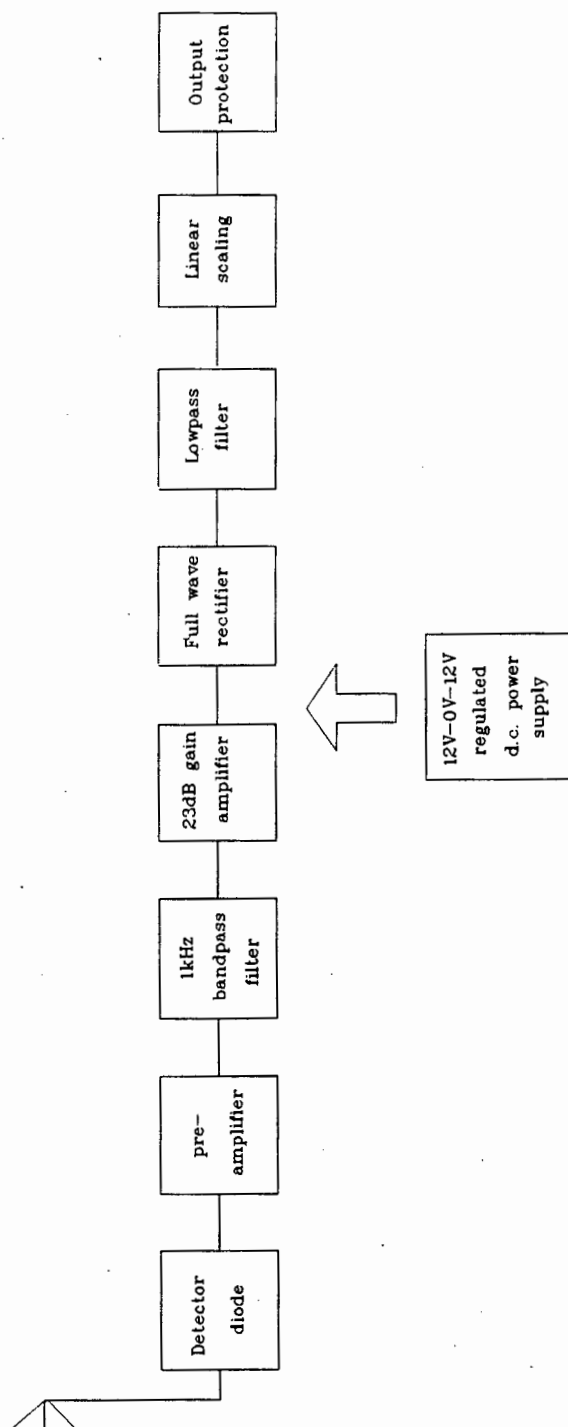 Detector
diode
pre-
amplifier
1kHz
bandpass
filter
23dB gain
amplifier
Full wave
rectifier
Lowpass
filter
Linear
scaling
Output
protection
12V-0V-12V
regulated
d.c. power
supply